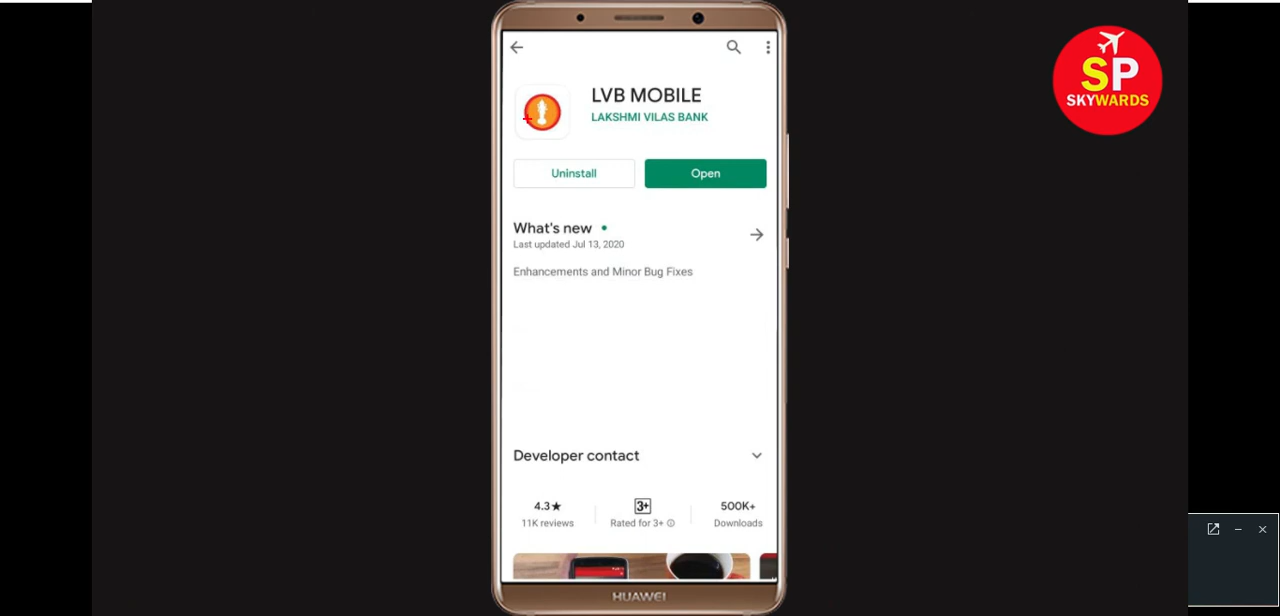 LVB MOBILE
LAKSHMI VILAS BANK
Uninstall
Open
What's new
Last updated Jul 13, 2020
Enhancements and Minor Bug Fixes
Developer contact
4.3★
11K reviews
3+
Rated for 3+
500K+
Downloads
HUAWEI
SP
SKYWARDS